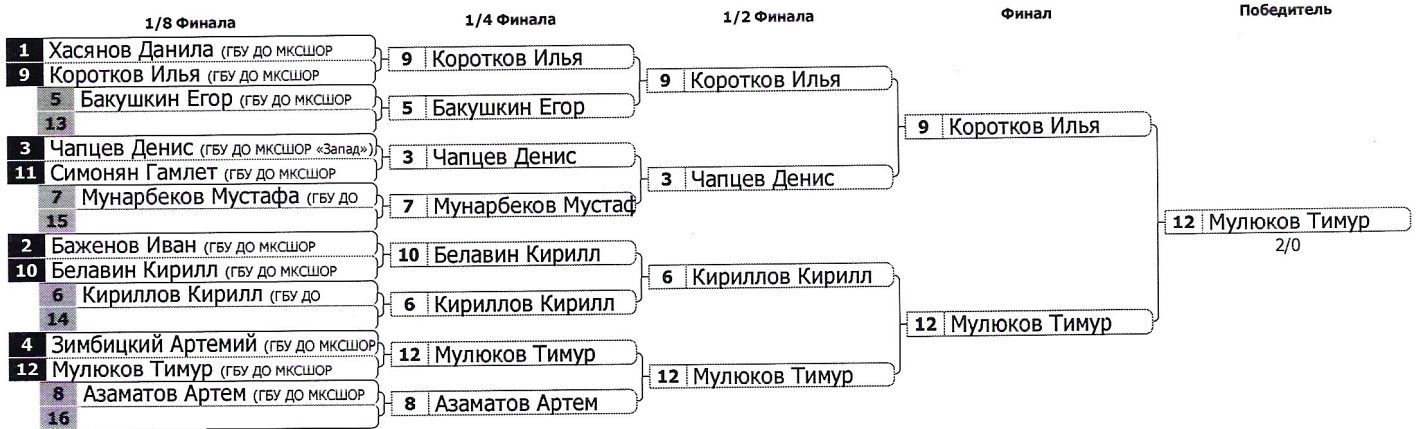 1/8 Финала
1/4 Финала
1/2 Финала
Финал
Победитель
1 Хасянов Данила (ГБУ ДО МКСШОР
9 Коротков Илья (ГБУ ДО МКСШОР
5 Бакушкин Егор (ГБУ ДО МКСШОР
13
3 Чапцев Денис (ГБУ ДО МКСШОР «Запад»)
11 Симонян Гамлет (ГБУ ДО МКСШОР
7 Мунарбеков Мустафа (ГБУ ДО
15
2 Баженов Иван (ГБУ ДО МКСШОР
10 Белавин Кирилл (ГБУ ДО МКСШОР
6 Кириллов Кирилл (ГБУ ДО
14
4 Зимбицкий Артемий (ГБУ ДО МКСШОР
12 Мулюков Тимур (ГБУ ДО МКСШОР
8 Азаматов Артем (ГБУ ДО МКСШОР
16
9 Коротков Илья
5 Бакушкин Егор
3 Чапцев Денис
7 Мунарбеков Мустаф
10 Белавин Кирилл
6 Кириллов Кирилл
12 Мулюков Тимур
8 Азаматов Артем
9 Коротков Илья
3 Чапцев Денис
6 Кириллов Кирилл
12 Мулюков Тимур
9 Коротков Илья
12 Мулюков Тимур
12 Мулюков Тимур
2/0